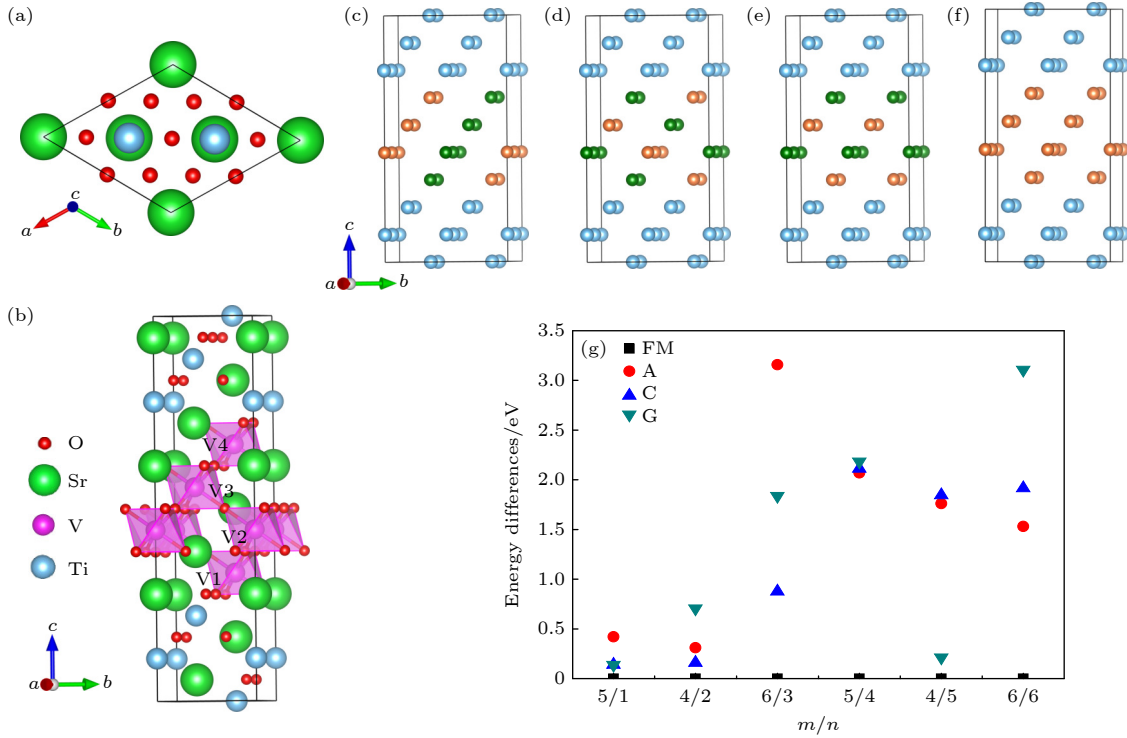 (a)
c
a
b
(b)
V4
V3
V2
V1
O
Sr
V
Ti
c
a
b
(c)
(d)
(e)
(f)
c
a
b
(g)
FM
A
C
G
Energy differences/eV
3.5
3.0
2.5
2.0
1.5
1.0
0.5
0
5/1
4/2
6/3
5/4
4/5
6/6
m/n